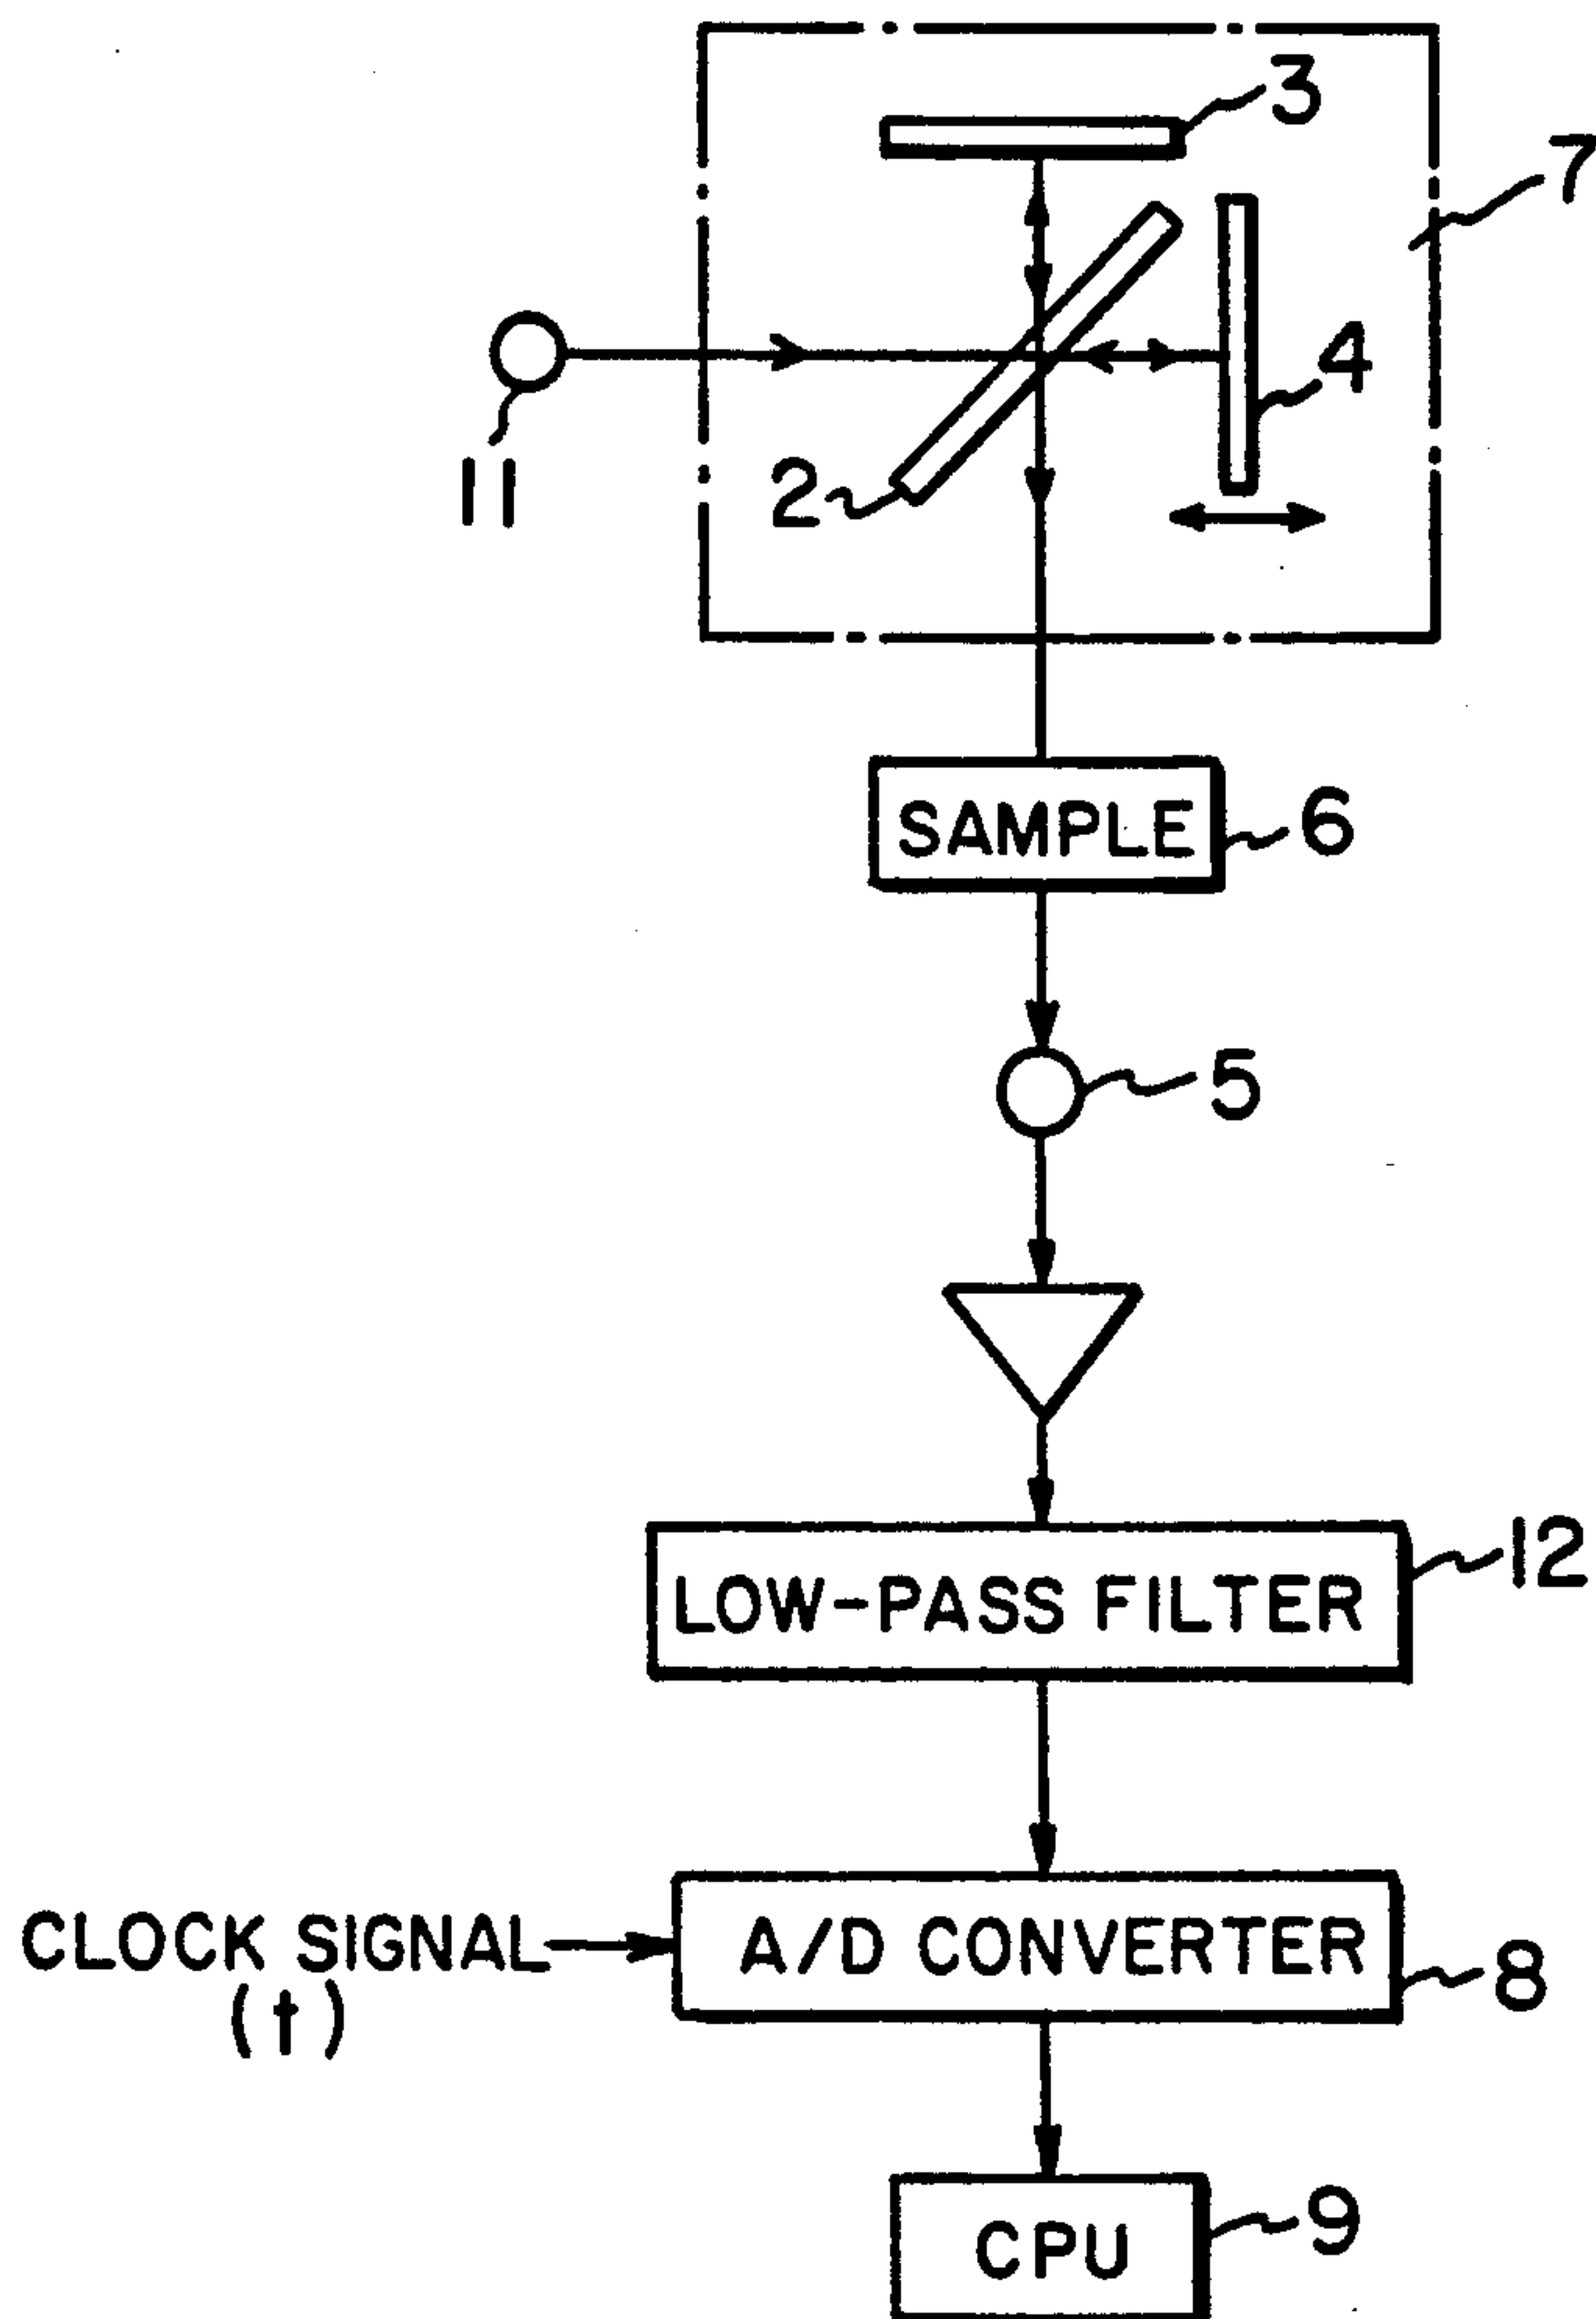 3
7
4
11
2
SAMPLE
6
5
12
LOW-PASS FILTER
CLOCK SIGNAL
(t)
A/D CONVERTER
8
CPU
9